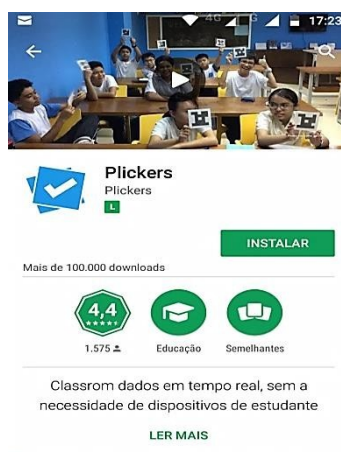 4G G 17:23
Plickers
Plickers
L
INSTALAR
Mais de 100.000 downloads
4,4
1.575
Educação
Semelhantes
Classrom dados em tempo real, sem a
necessidade de dispositivos de estudante
LER MAIS